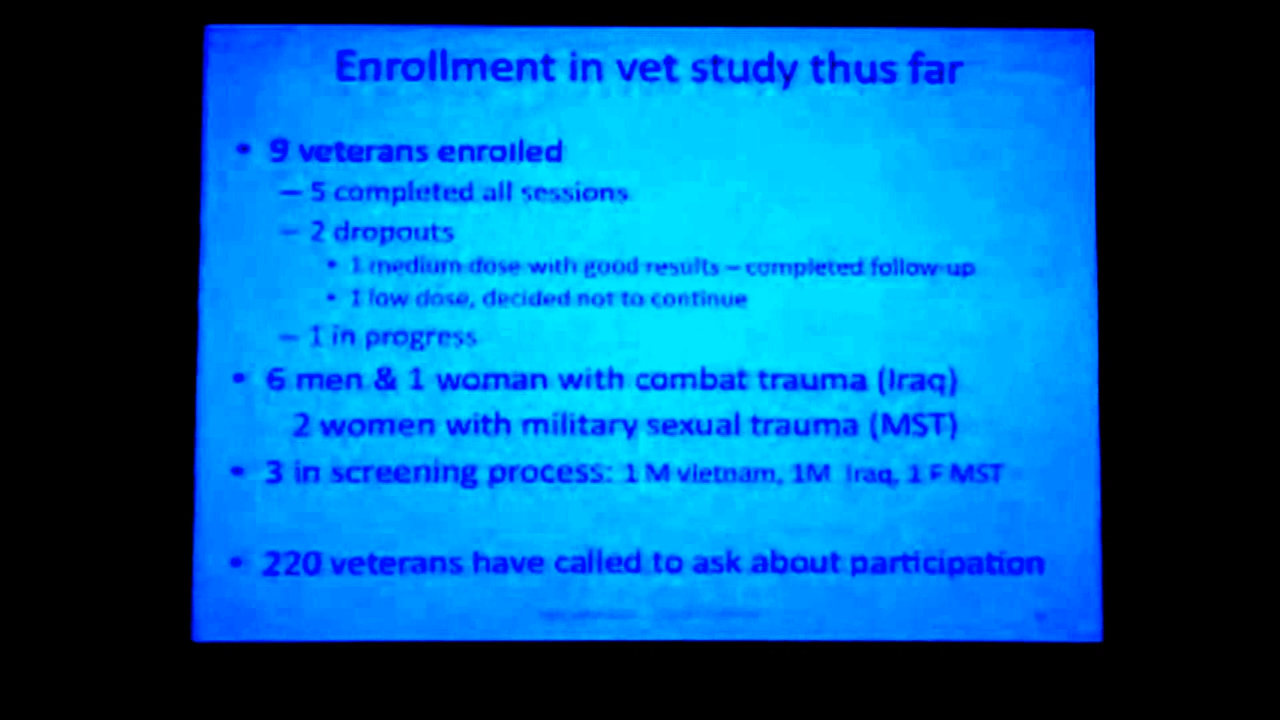 Enrollment in vet study thus far
• 9 veterans enrolled
– 5 completed all sessions
– 2 dropouts
• 1 medium dose with good results – completed follow-up
• 1 low dose, decided not to continue
– 1 in progress
• 6 men & 1 woman with combat trauma (Iraq)
2 women with military sexual trauma (MST)
• 3 in screening process: 1 M vietnam, 1M Iraq, 1 F MST
• 220 veterans have called to ask about participation